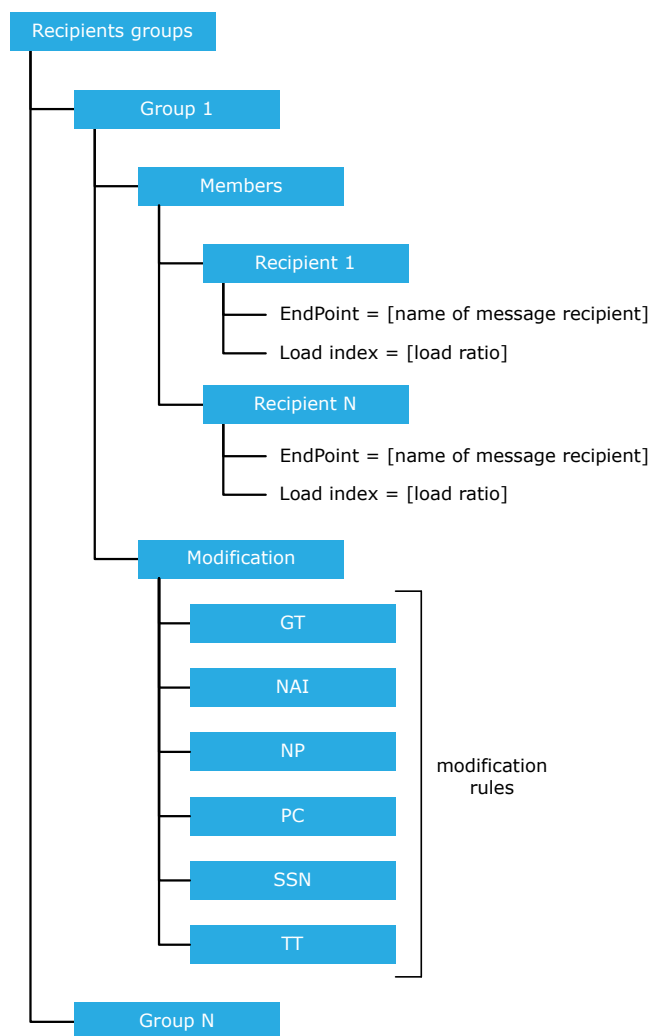 Recipients groups
Group 1
Members
Recipient 1
EndPoint = [name of message recipient]
Load index = [load ratio]
Recipient N
EndPoint = [name of message recipient]
Load index = [load ratio]
Modification
GT
NAI
NP
PC
SSN
TT
modification
rules
Group N